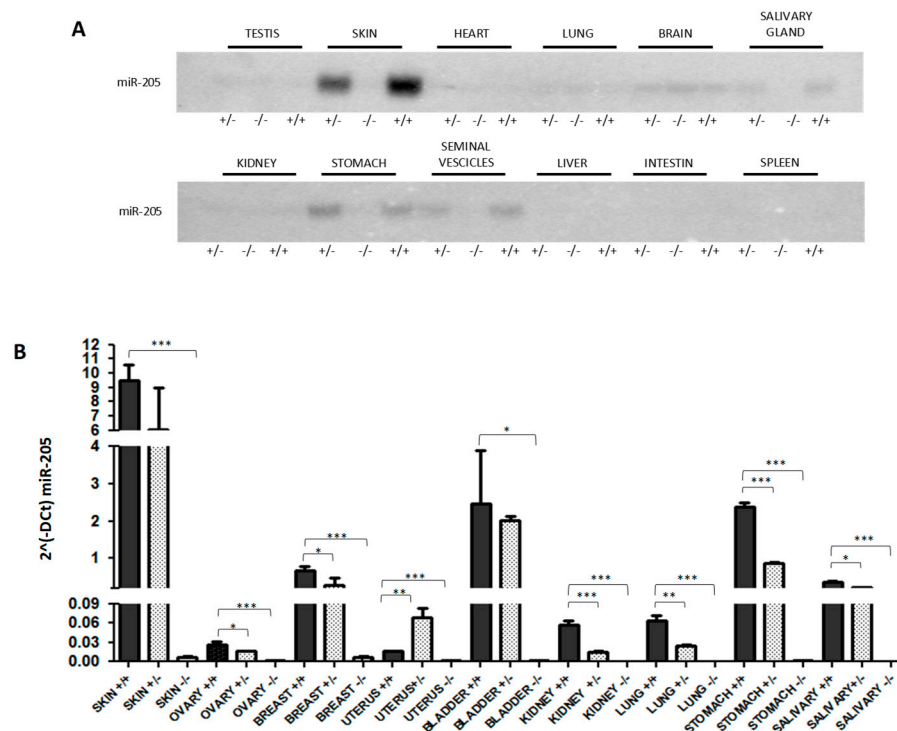 A
TESTIS SKIN HEART LUNG BRAIN SALIVARY GLAND
miR-205
+/- -/- +/+ +/- -/- +/+ +/- -/- +/+ +/- -/- +/+ +/- -/- +/+ +/- -/- +/+
KIDNEY STOMACH SEMINAL VESCICLES LIVER INTESTIN SPLEEN
miR-205
+/- -/- +/+ +/- -/- +/+ +/- -/- +/+ +/- -/- +/+ +/- -/- +/+ +/- -/- +/+
B
2^(-DCt) miR-205
12
11
10
9
8
7
6
4
3
2
1
0.09
0.06
0.03
0.00
*** *** * *** * *** ** * *** *** *** ** *** *** *** *
SKIN +/+
SKIN +/-
SKIN -/-
OVARY +/+
OVARY +/-
OVARY -/-
BREAST +/+
BREAST +/-
BREAST -/-
UTERUS +/+
UTERUS+/-
UTERUS -/-
BLADDER +/+
BLADDER+/-
BLADDER-/-
KIDNEY +/+
KIDNEY +/-
KIDNEY -/-
LUNG +/+
LUNG +/-
LUNG -/-
STOMACH +/+
STOMACH +/-
STOMACH -/-
SALIVARY +/+
SALIVARY+/-
SALIVARY -/-